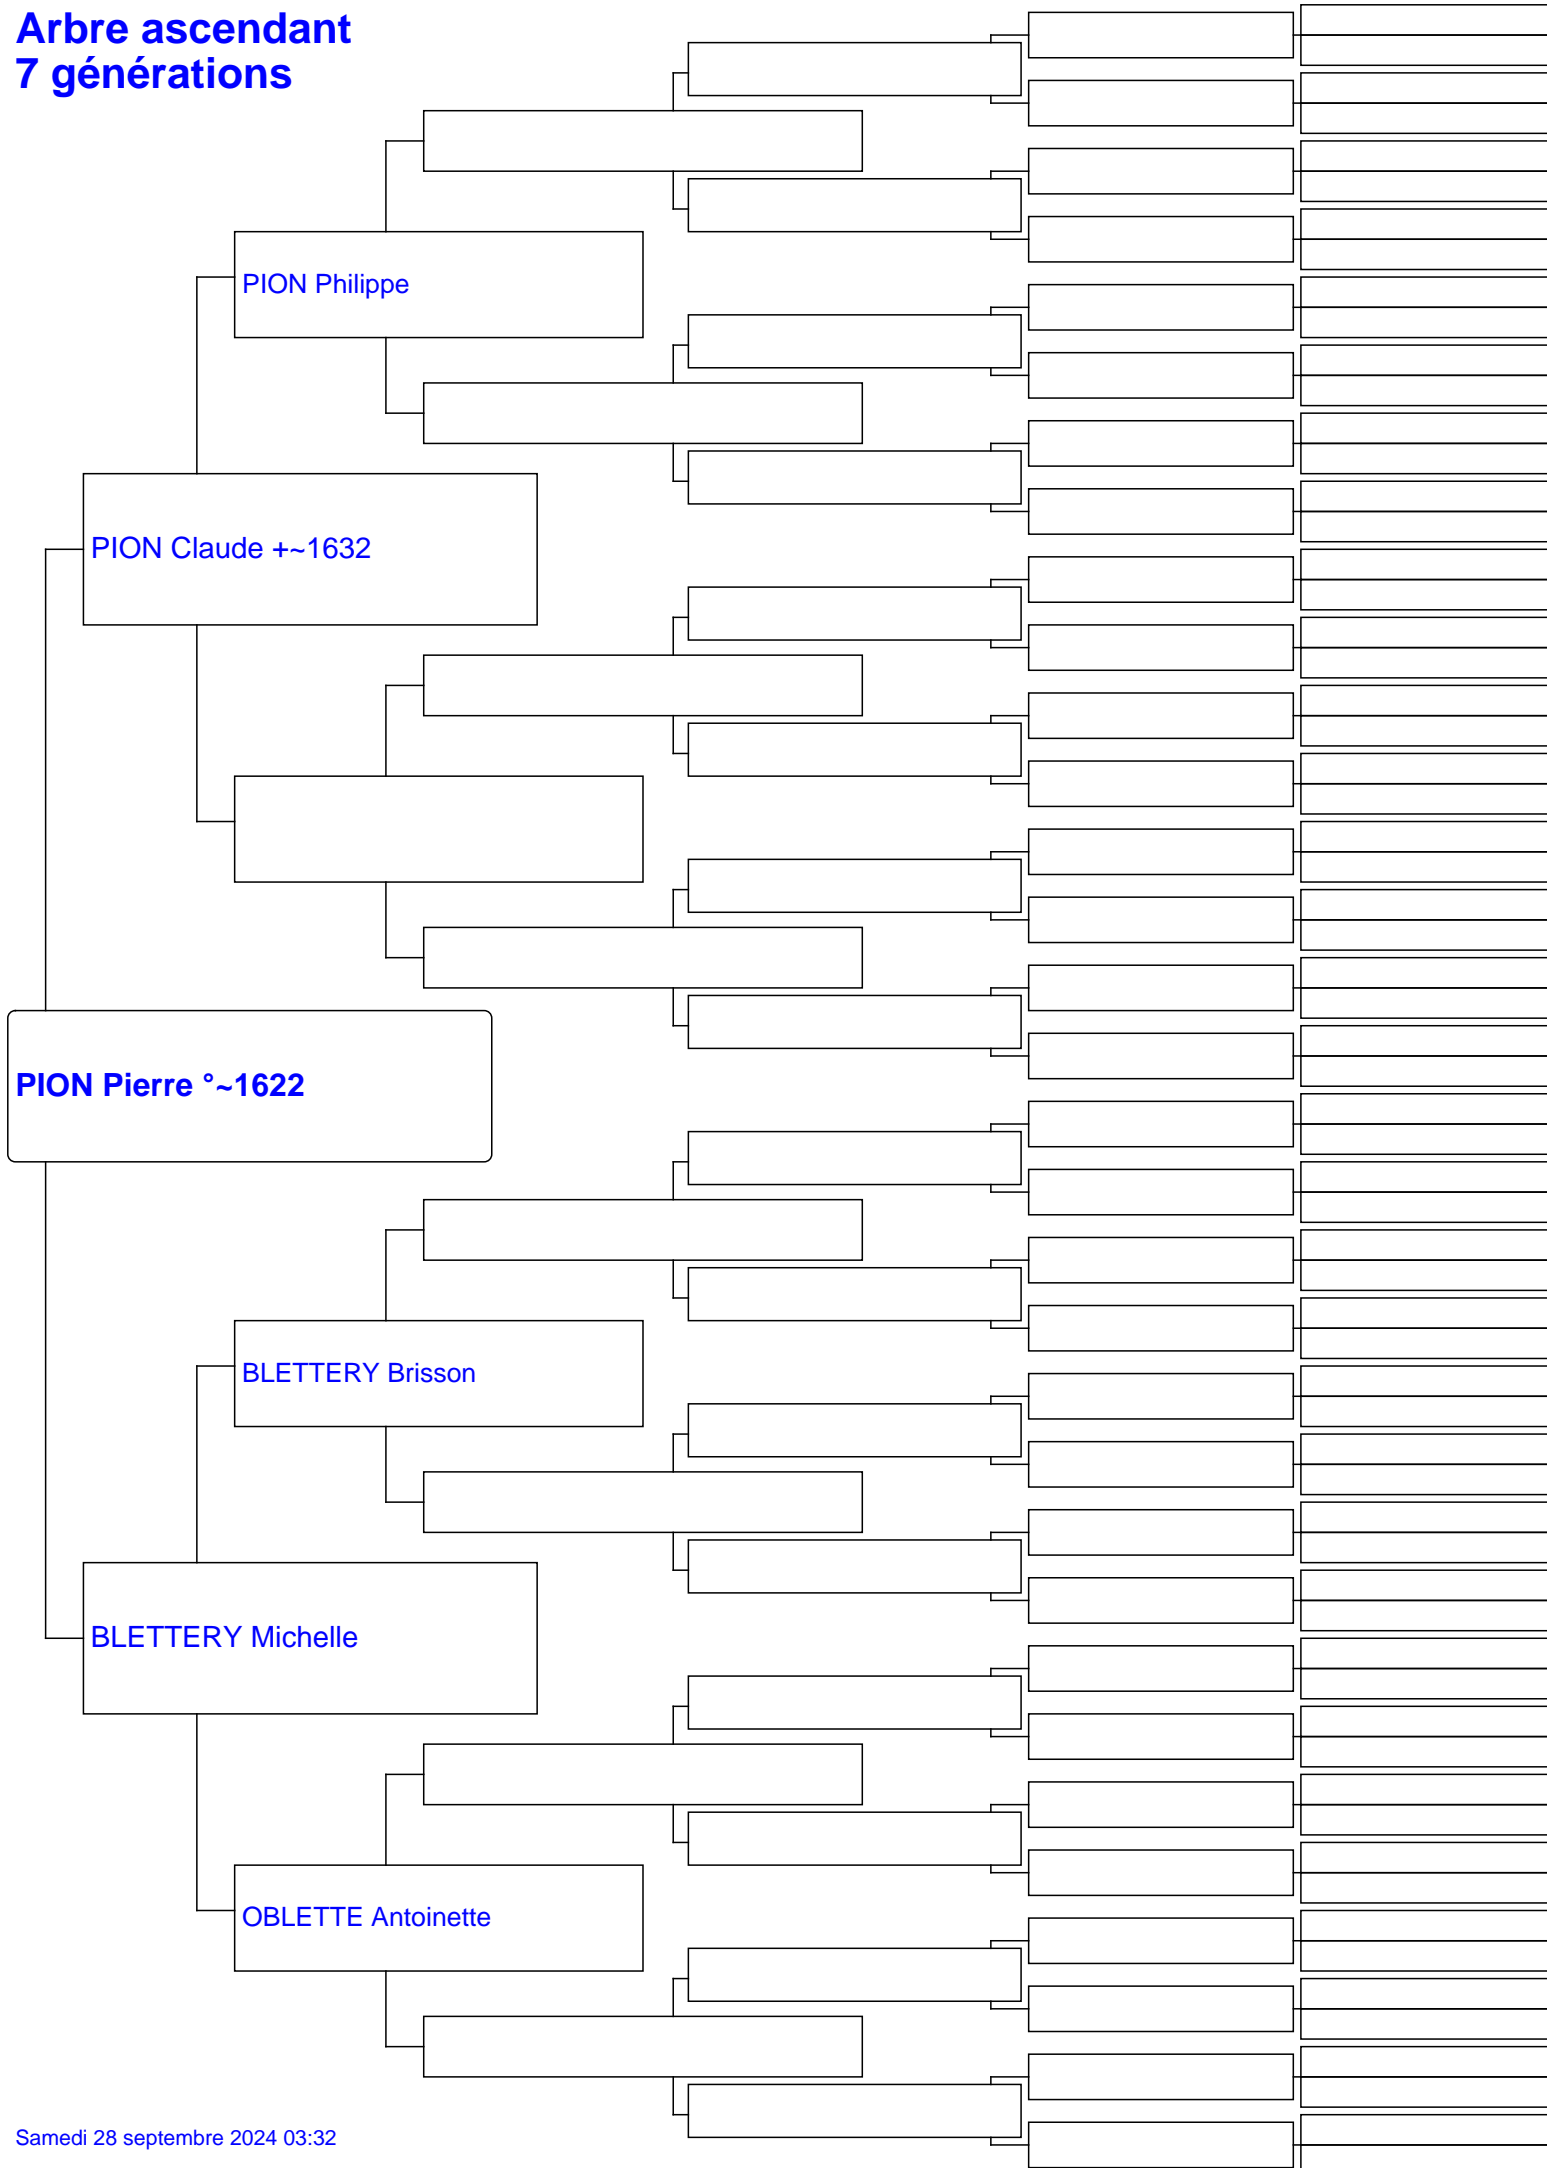 Arbre ascendant
7 générations
PION Philippe
PION Claude +~1632
PION Pierre °~1622
BLETTERY Brisson
BLETTERY Michelle
OBLETTE Antoinette
Samedi 28 septembre 2024 03:32